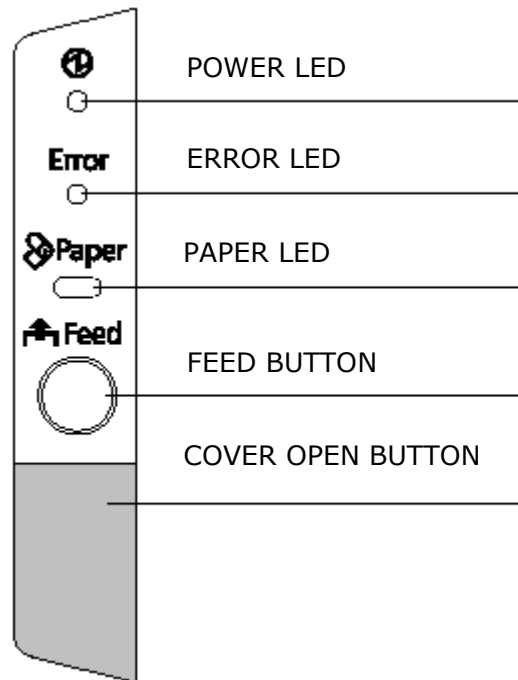 POWER LED
Error
ERROR LED
Paper
PAPER LED
Feed
FEED BUTTON
COVER OPEN BUTTON